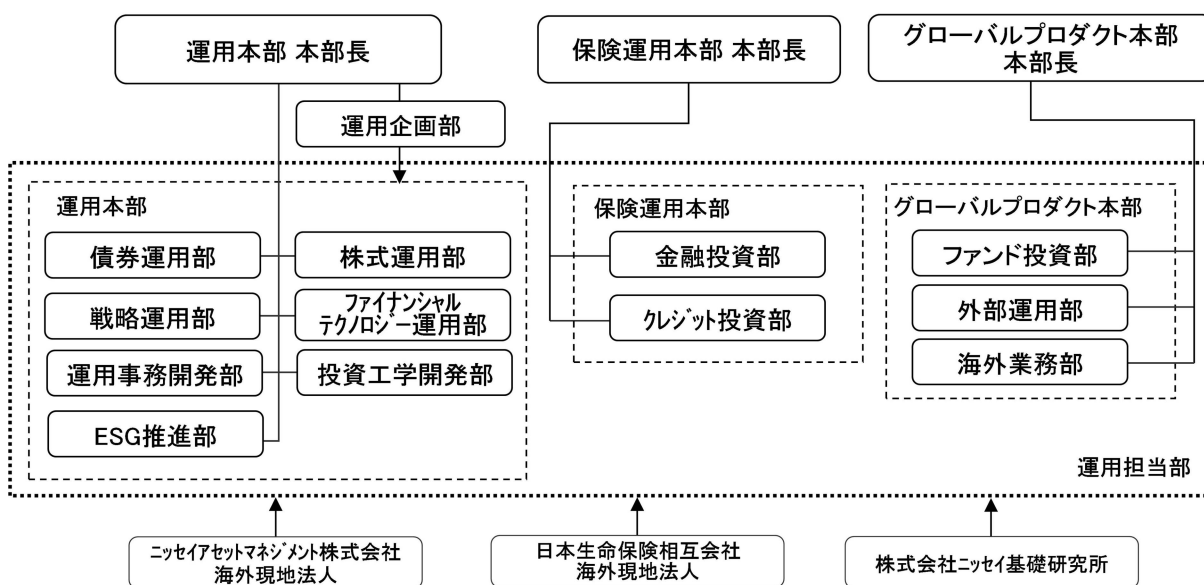 運用本部 本部長
保険運用本部 本部長
グローバルプロダクト本部
本部長
運用企画部
運用本部
債券運用部
株式運用部
戦略運用部
ファイナンシャル
テクノロジー運用部
運用事務開発部
投資工学開発部
ESG推進部
保険運用本部
金融投資部
クレジット投資部
グローバルプロダクト本部
ファンド投資部
外部運用部
海外業務部
運用担当部
ニッセイアセットマネジメント株式会社
海外現地法人
日本生命保険相互会社
海外現地法人
株式会社ニッセイ基礎研究所